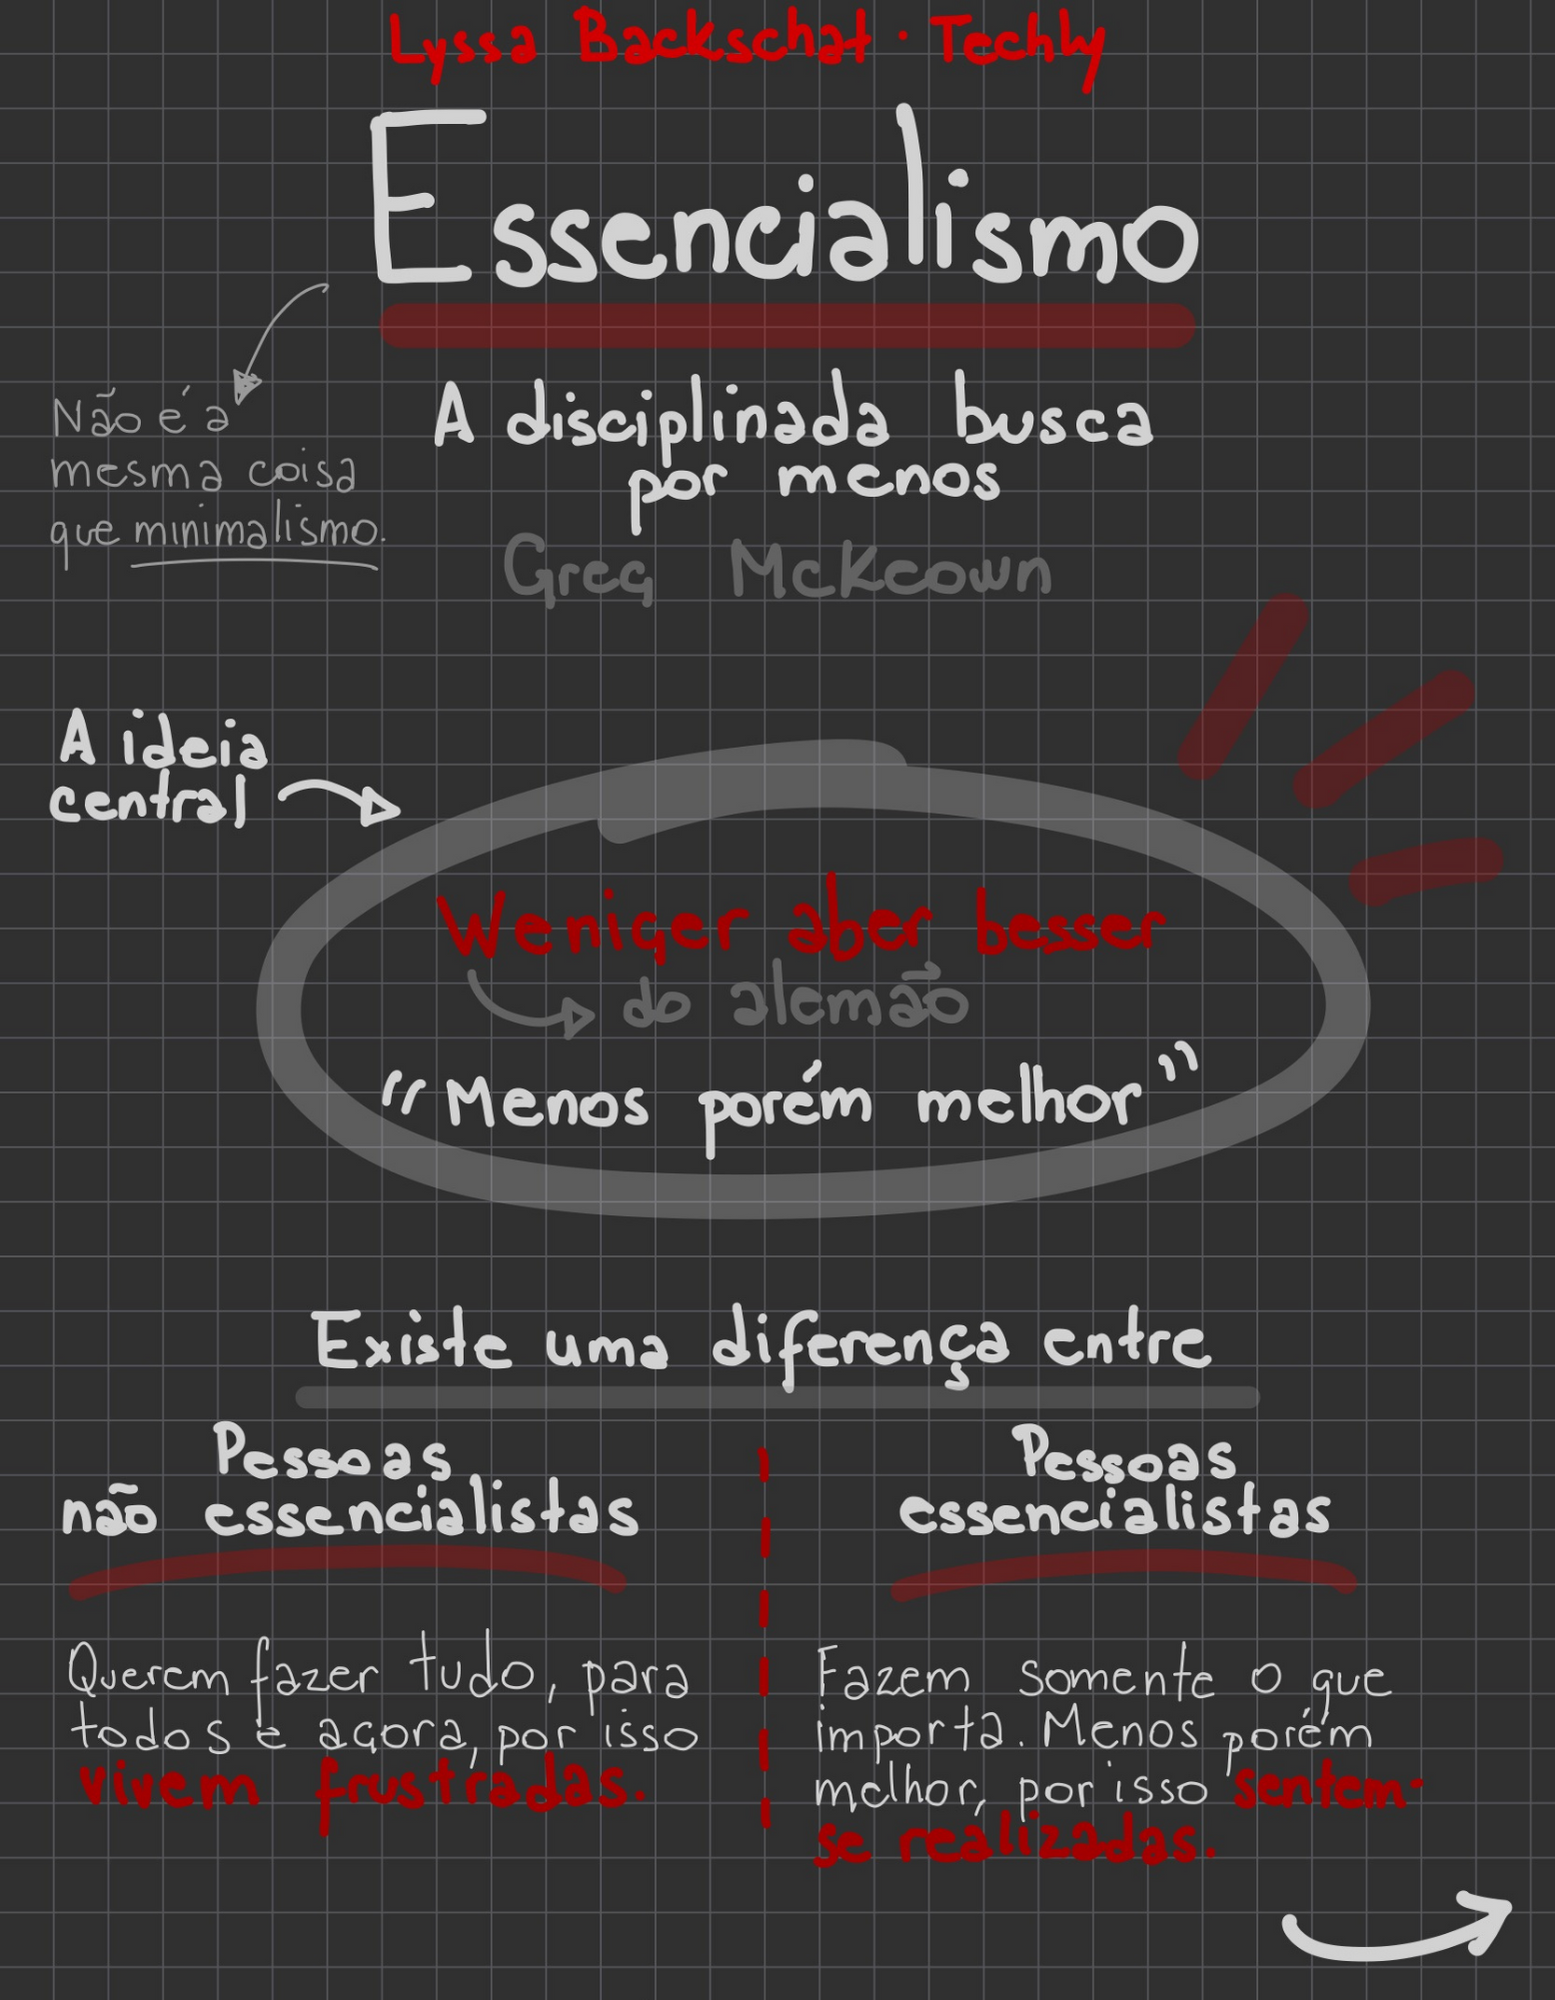 Lyssa Backschat · Techly
Essencialismo
Não é a
mesma coisa
que minimalismo.
A disciplinada busca
por menos
Greg McKeown
A ideia
central
Weniger aber besser
do alemão
“Menos porém melhor”
Existe uma diferença entre
Pessoas
não essencialistas
Querem fazer tudo, para
todos e agora, por isso
vivem frustradas.
Pessoas
essencialistas
Fazem somente o que
importa. Menos porém
melhor, por isso sentem-
se realizadas.